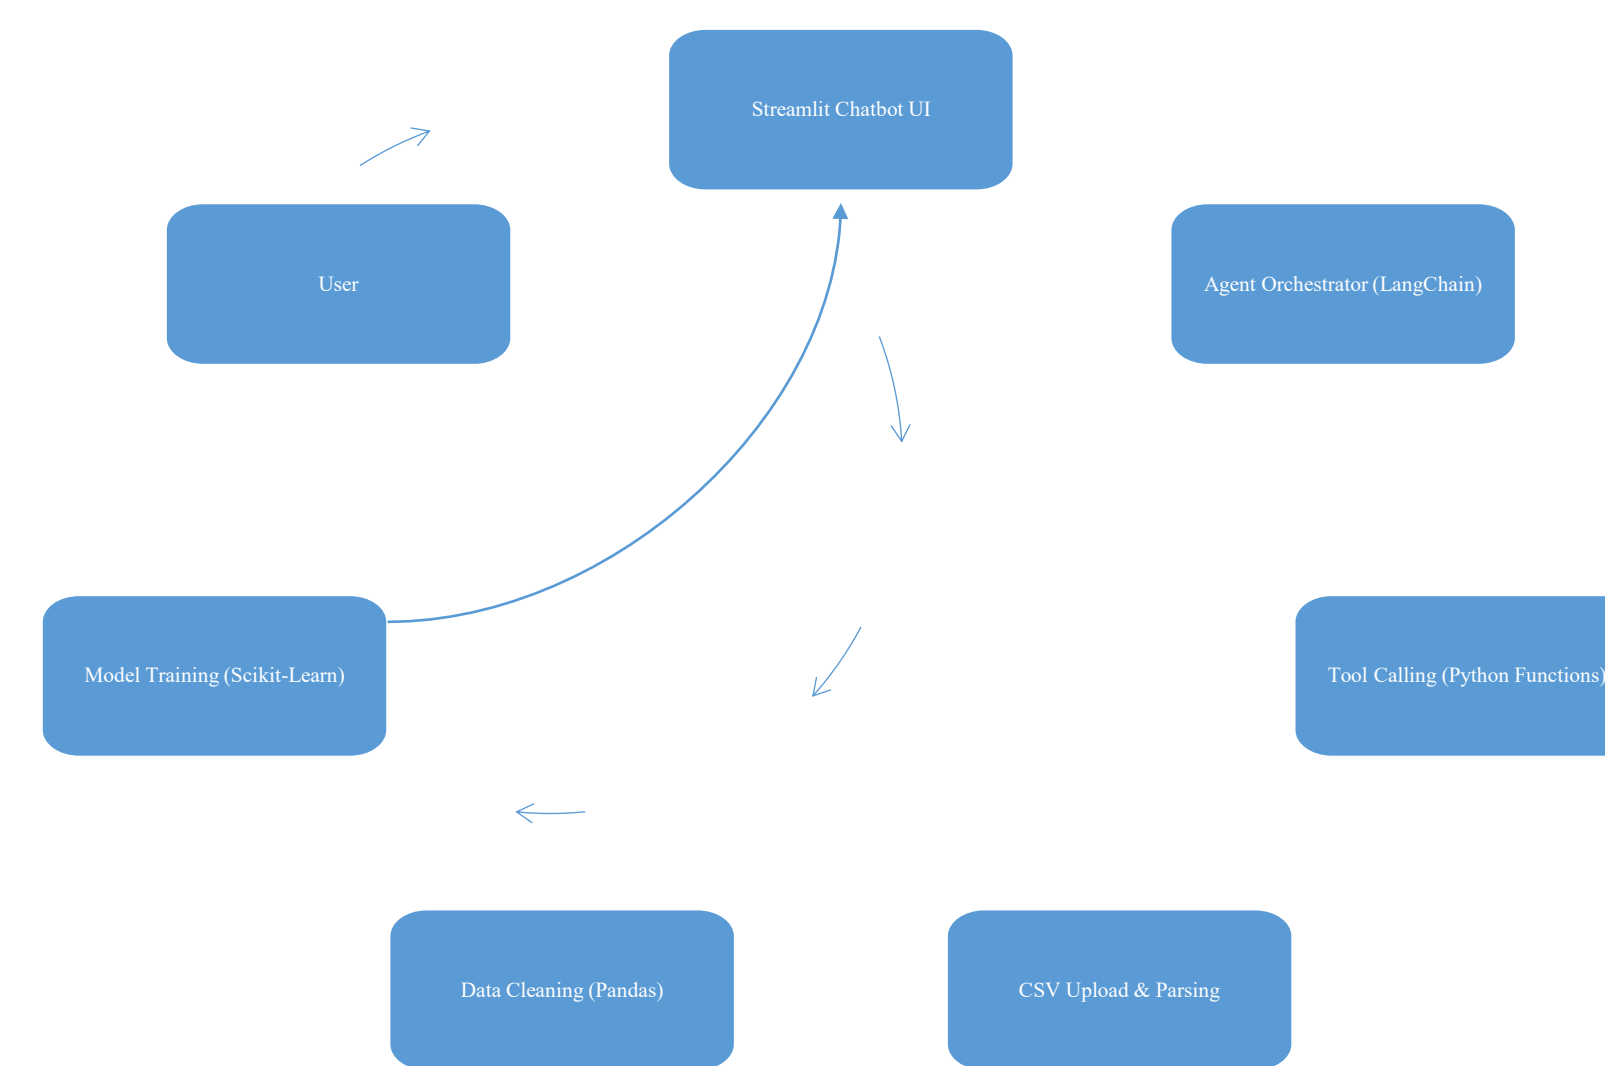 Streamlit Chatbot UI
User
Agent Orchestrator (LangChain)
Model Training (Scikit-Learn)
Tool Calling (Python Functions)
Data Cleaning (Pandas)
CSV Upload & Parsing